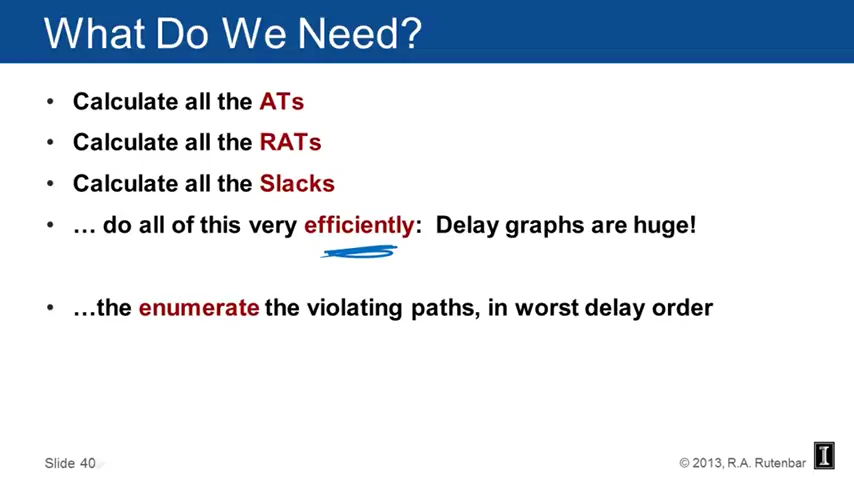 What Do We Need?
• Calculate all the ATs
• Calculate all the RATs
• Calculate all the Slacks
• … do all of this very efficiently: Delay graphs are huge!
• …the enumerate the violating paths, in worst delay order
Slide 40
© 2013, R.A. Rutenbar
I